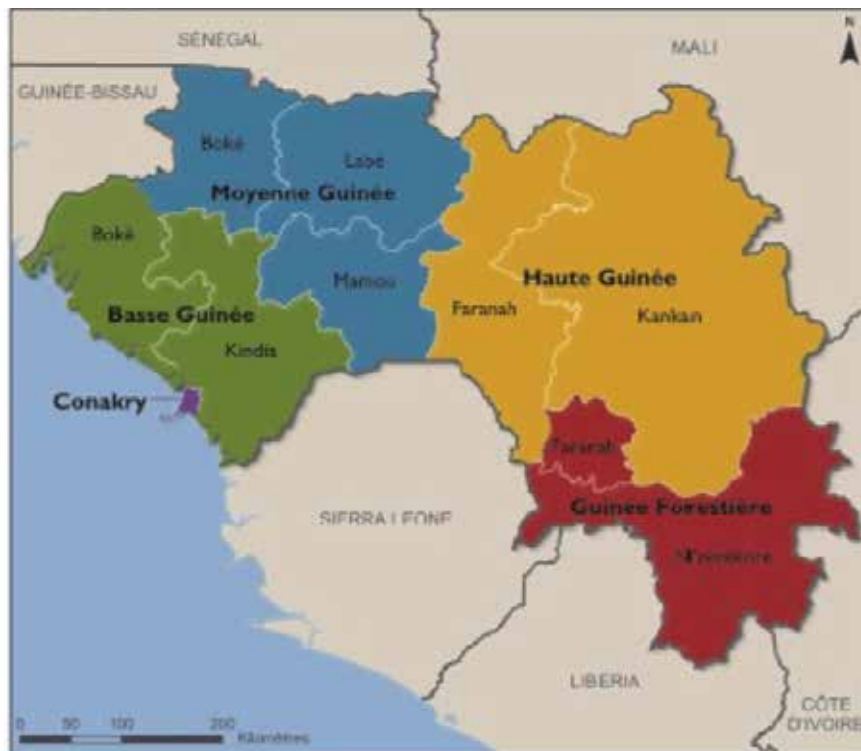 N
SÉNÉGAL
MALI
GUINÉE-BISSAU
Boké
Labe
Moyenne Guinée
Boké
Mamou
Haute Guinée
Basse Guinée
Faranah
Kankan
Kindia
Conakry
Faranah
Guinée Forestière
SIERRA LEONE
LIBERIA
CÔTE
D'IVOIRE
0 50 100 200
Kilomètres